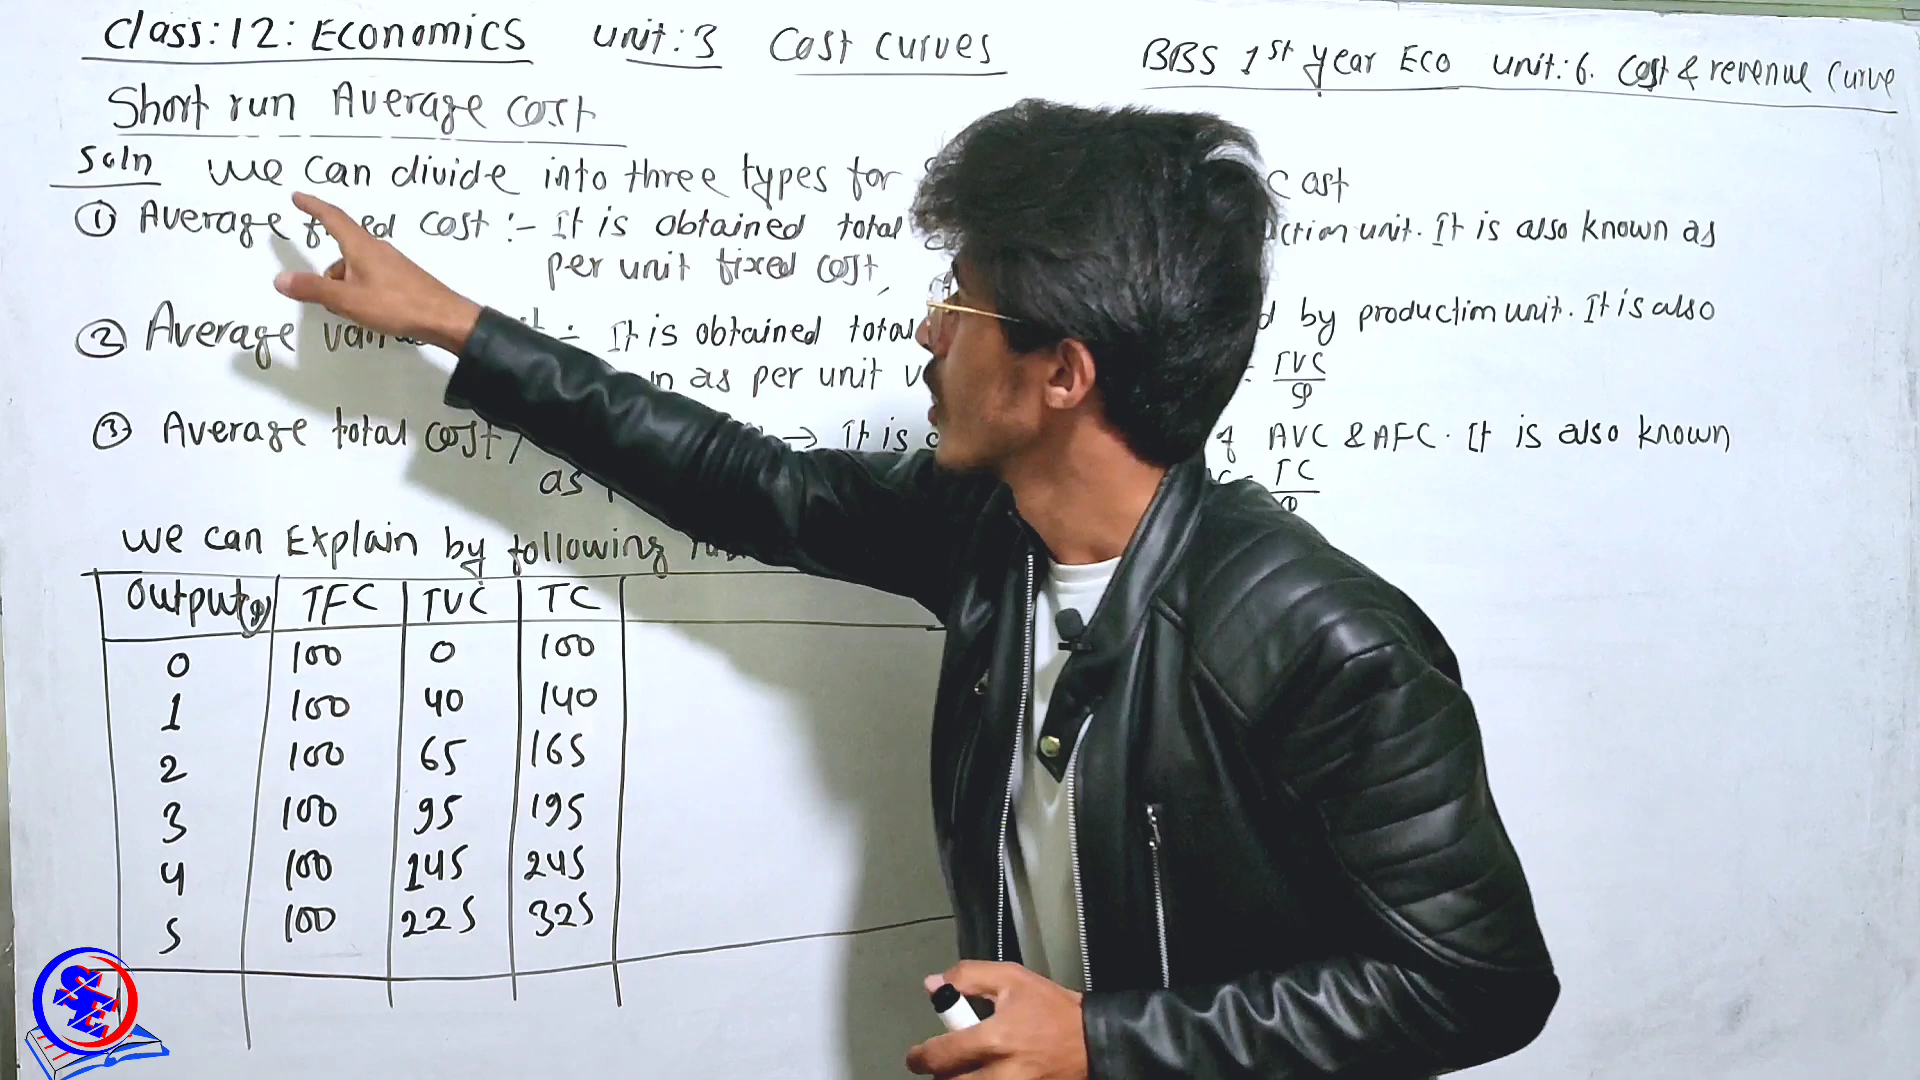 Class:12: Economics unit:3 Cost curves
BBS 1st year Eco unit:6. Cost & revenue Curve
Short run Average cost
Soln we can divide into three types for cost
① Average fixed cost :- It is obtained total unit. It is also known as
per unit fixed cost,
② Average It is obtained total by production unit. It is also
as per unit TVC
Q
③ Average total cost / → It is of AVC & AFC. It is also known
as TC
Q
we can Explain by following
Output(Q) TFC TVC TC
0 100 0 100
1 100 40 140
2 100 65 165
3 100 95 195
4 100 145 245
5 100 225 325